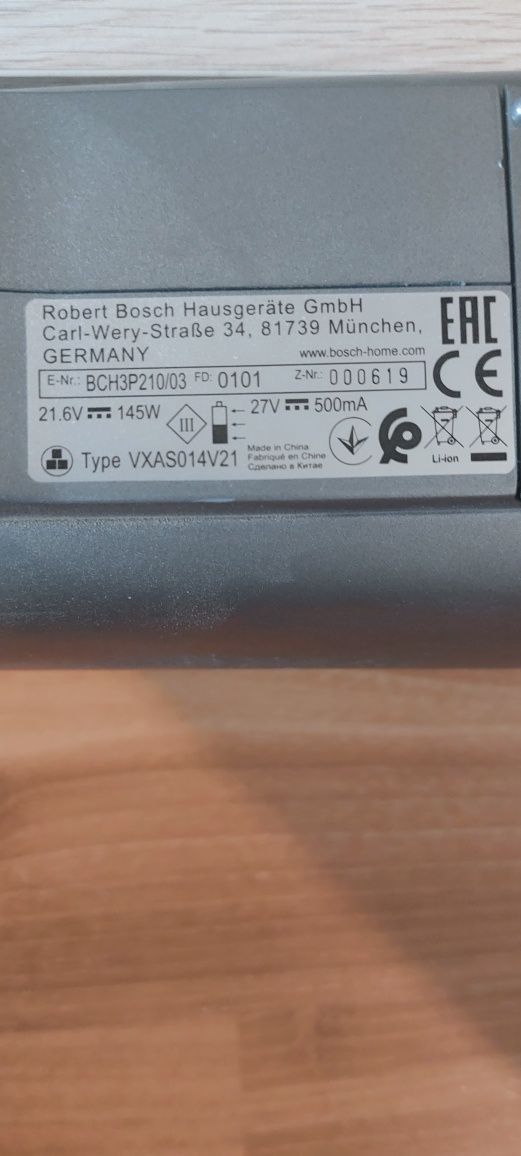 Robert Bosch Hausgeräte GmbH
Carl-Wery-Straße 34, 81739 München,
GERMANY www.bosch-home.com
E-Nr.: BCH3P210/03 FD: 0101 Z-Nr.: 000619
21.6V 145W III 27V 500mA
Type VXAS014V21
Made in China
Fabriqué en Chine
Сделано в Китае
Li-ion
EAC
CE